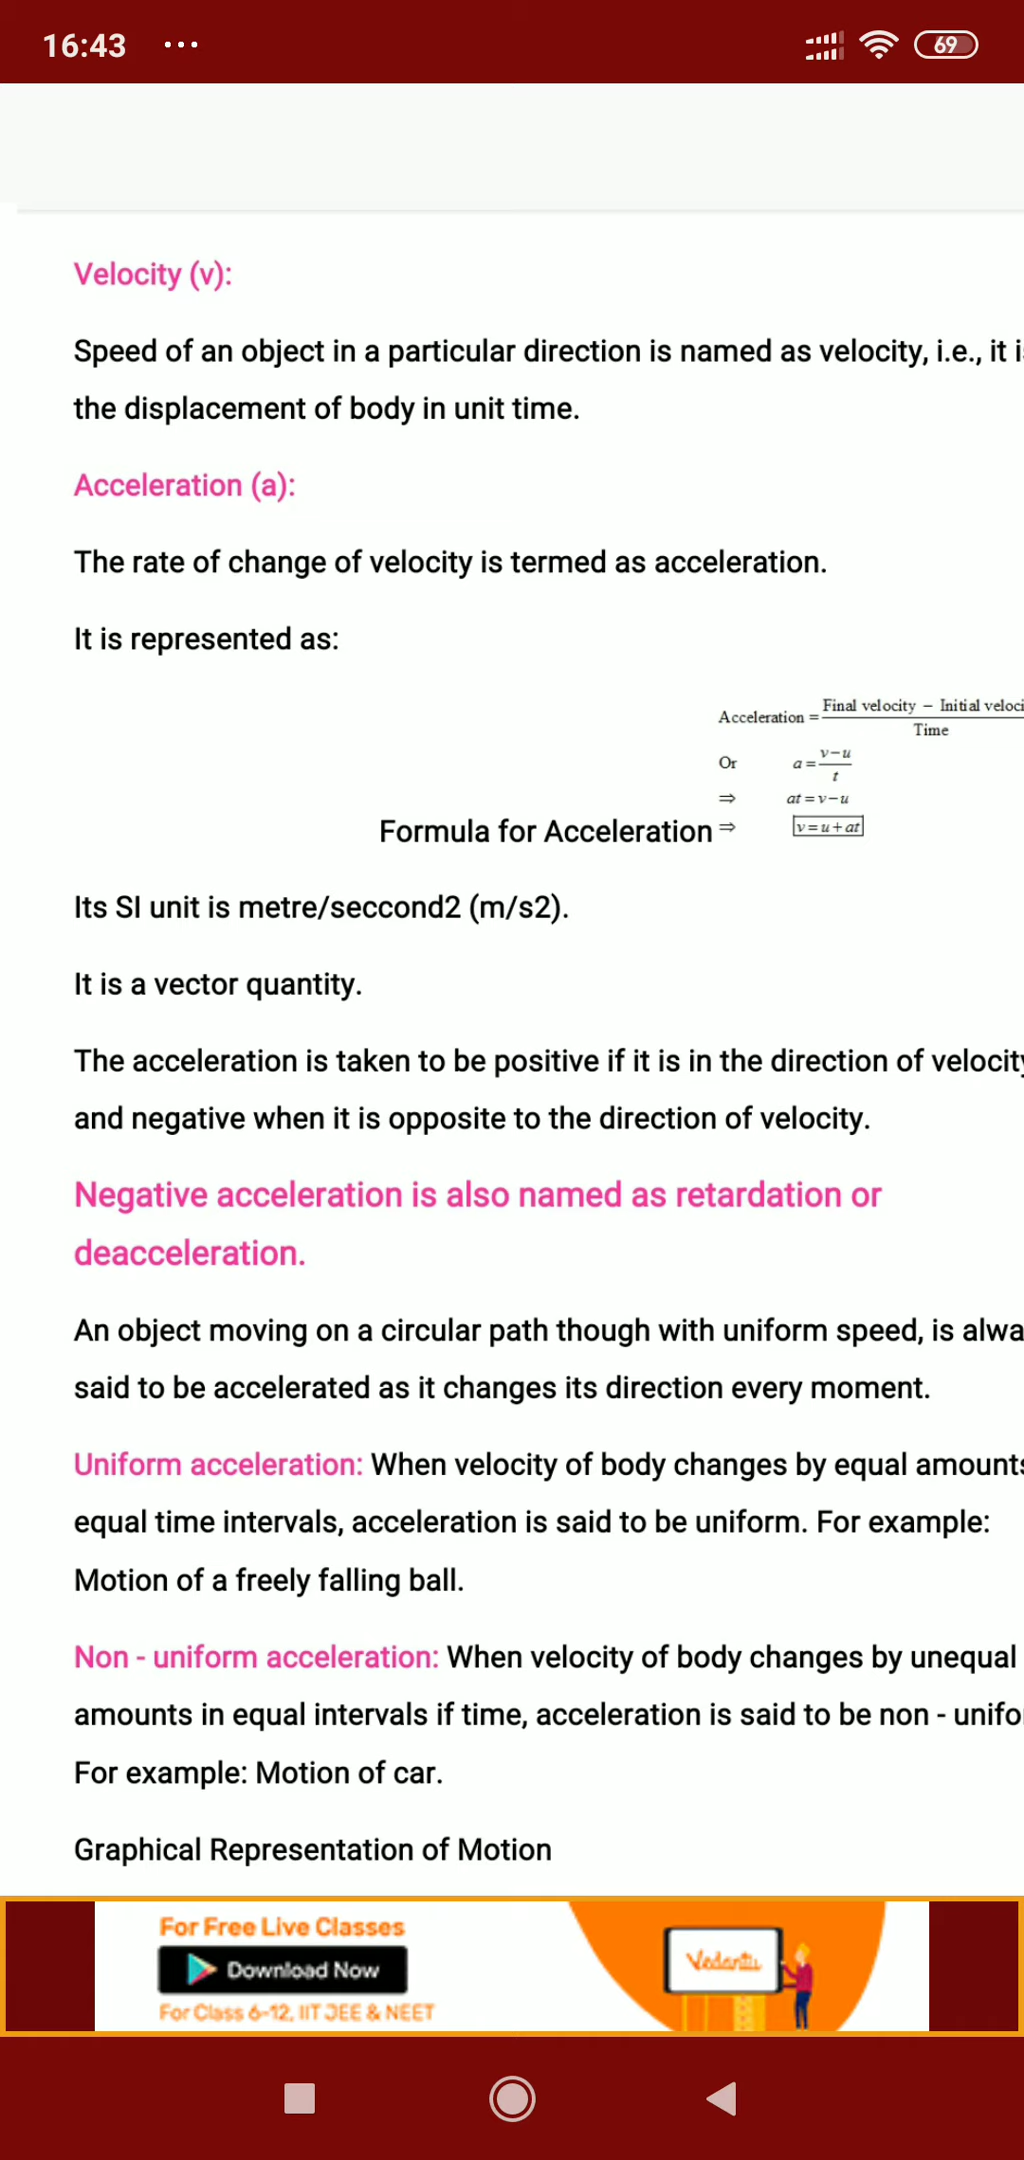 16:43 ...
69
Velocity (v):
Speed of an object in a particular direction is named as velocity, i.e., it i
the displacement of body in unit time.
Acceleration (a):
The rate of change of velocity is termed as acceleration.
It is represented as:
Acceleration = Final velocity − Initial veloci
Time
Or a = v−u
t
⇒ at = v−u
Formula for Acceleration ⇒ v = u + at
Its SI unit is metre/seccond2 (m/s2).
It is a vector quantity.
The acceleration is taken to be positive if it is in the direction of velocity
and negative when it is opposite to the direction of velocity.
Negative acceleration is also named as retardation or
deacceleration.
An object moving on a circular path though with uniform speed, is alwa
said to be accelerated as it changes its direction every moment.
Uniform acceleration: When velocity of body changes by equal amounts
equal time intervals, acceleration is said to be uniform. For example:
Motion of a freely falling ball.
Non - uniform acceleration: When velocity of body changes by unequal
amounts in equal intervals if time, acceleration is said to be non - unifo
For example: Motion of car.
Graphical Representation of Motion
For Free Live Classes
Download Now
For Class 6-12, IIT JEE & NEET
Vedantu